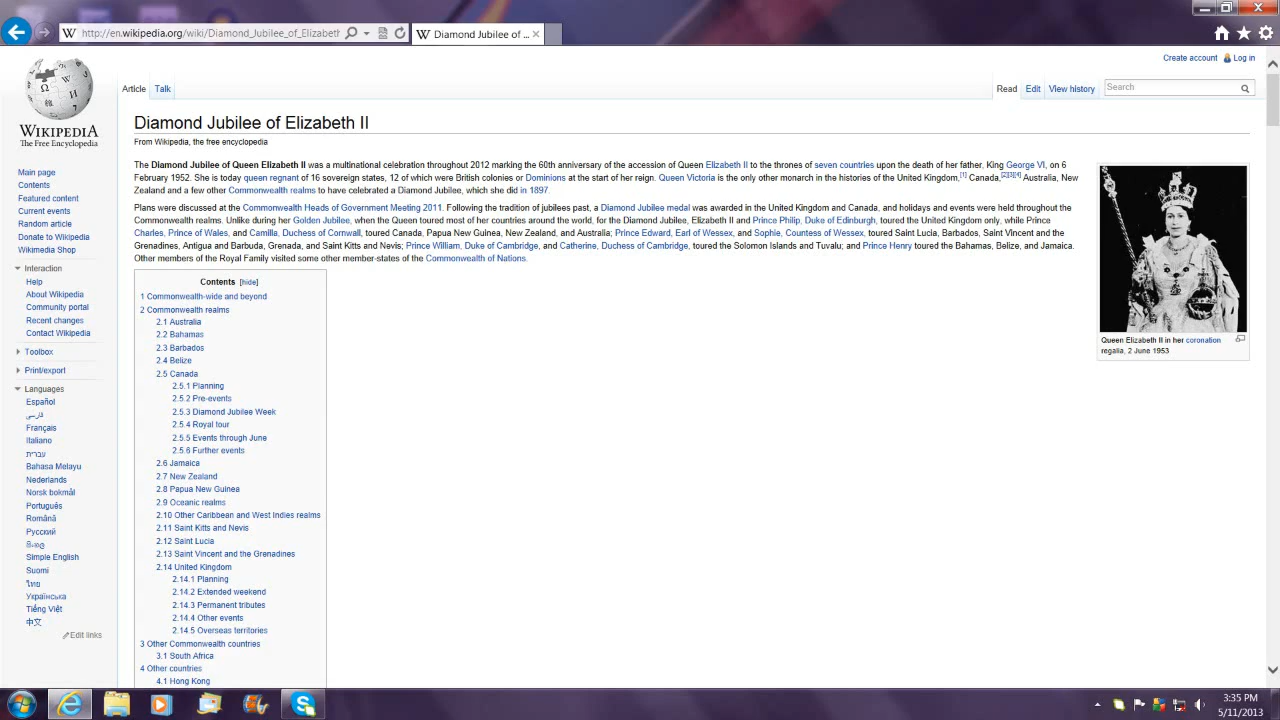 http://en.wikipedia.org/wiki/Diamond_Jubilee_of_Elizabeth
Diamond Jubilee of ...
Create account Log in
Article Talk Read Edit View history Search
WIKIPEDIA
The Free Encyclopedia
Main page
Contents
Featured content
Current events
Random article
Donate to Wikipedia
Wikimedia Shop
Interaction
Help
About Wikipedia
Community portal
Recent changes
Contact Wikipedia
Toolbox
Print/export
Languages
Español
فارسی
Français
Italiano
עברית
Bahasa Melayu
Nederlands
Norsk bokmål
Português
Română
Русский
සිංහල
Simple English
Suomi
ไทย
Українська
Tiếng Việt
中文
Edit links
Diamond Jubilee of Elizabeth II
From Wikipedia, the free encyclopedia
The Diamond Jubilee of Queen Elizabeth II was a multinational celebration throughout 2012 marking the 60th anniversary of the accession of Queen Elizabeth II to the thrones of seven countries upon the death of her father, King George VI, on 6
February 1952. She is today queen regnant of 16 sovereign states, 12 of which were British colonies or Dominions at the start of her reign. Queen Victoria is the only other monarch in the histories of the United Kingdom,[1] Canada,[2][3][4] Australia, New
Zealand and a few other Commonwealth realms to have celebrated a Diamond Jubilee, which she did in 1897.
Plans were discussed at the Commonwealth Heads of Government Meeting 2011. Following the tradition of jubilees past, a Diamond Jubilee medal was awarded in the United Kingdom and Canada, and holidays and events were held throughout the
Commonwealth realms. Unlike during her Golden Jubilee, when the Queen toured most of her countries around the world, for the Diamond Jubilee, Elizabeth II and Prince Philip, Duke of Edinburgh, toured the United Kingdom only, while Prince
Charles, Prince of Wales, and Camilla, Duchess of Cornwall, toured Canada, Papua New Guinea, New Zealand, and Australia; Prince Edward, Earl of Wessex, and Sophie, Countess of Wessex, toured Saint Lucia, Barbados, Saint Vincent and the
Grenadines, Antigua and Barbuda, Grenada, and Saint Kitts and Nevis; Prince William, Duke of Cambridge, and Catherine, Duchess of Cambridge, toured the Solomon Islands and Tuvalu; and Prince Henry toured the Bahamas, Belize, and Jamaica.
Other members of the Royal Family visited some other member-states of the Commonwealth of Nations.
Contents [hide]
1 Commonwealth-wide and beyond
2 Commonwealth realms
2.1 Australia
2.2 Bahamas
2.3 Barbados
2.4 Belize
2.5 Canada
2.5.1 Planning
2.5.2 Pre-events
2.5.3 Diamond Jubilee Week
2.5.4 Royal tour
2.5.5 Events through June
2.5.6 Further events
2.6 Jamaica
2.7 New Zealand
2.8 Papua New Guinea
2.9 Oceanic realms
2.10 Other Caribbean and West Indies realms
2.11 Saint Kitts and Nevis
2.12 Saint Lucia
2.13 Saint Vincent and the Grenadines
2.14 United Kingdom
2.14.1 Planning
2.14.2 Extended weekend
2.14.3 Permanent tributes
2.14.4 Other events
2.14.5 Overseas territories
3 Other Commonwealth countries
3.1 South Africa
4 Other countries
4.1 Hong Kong
Queen Elizabeth II in her coronation
regalia, 2 June 1953
3:35 PM
5/11/2013